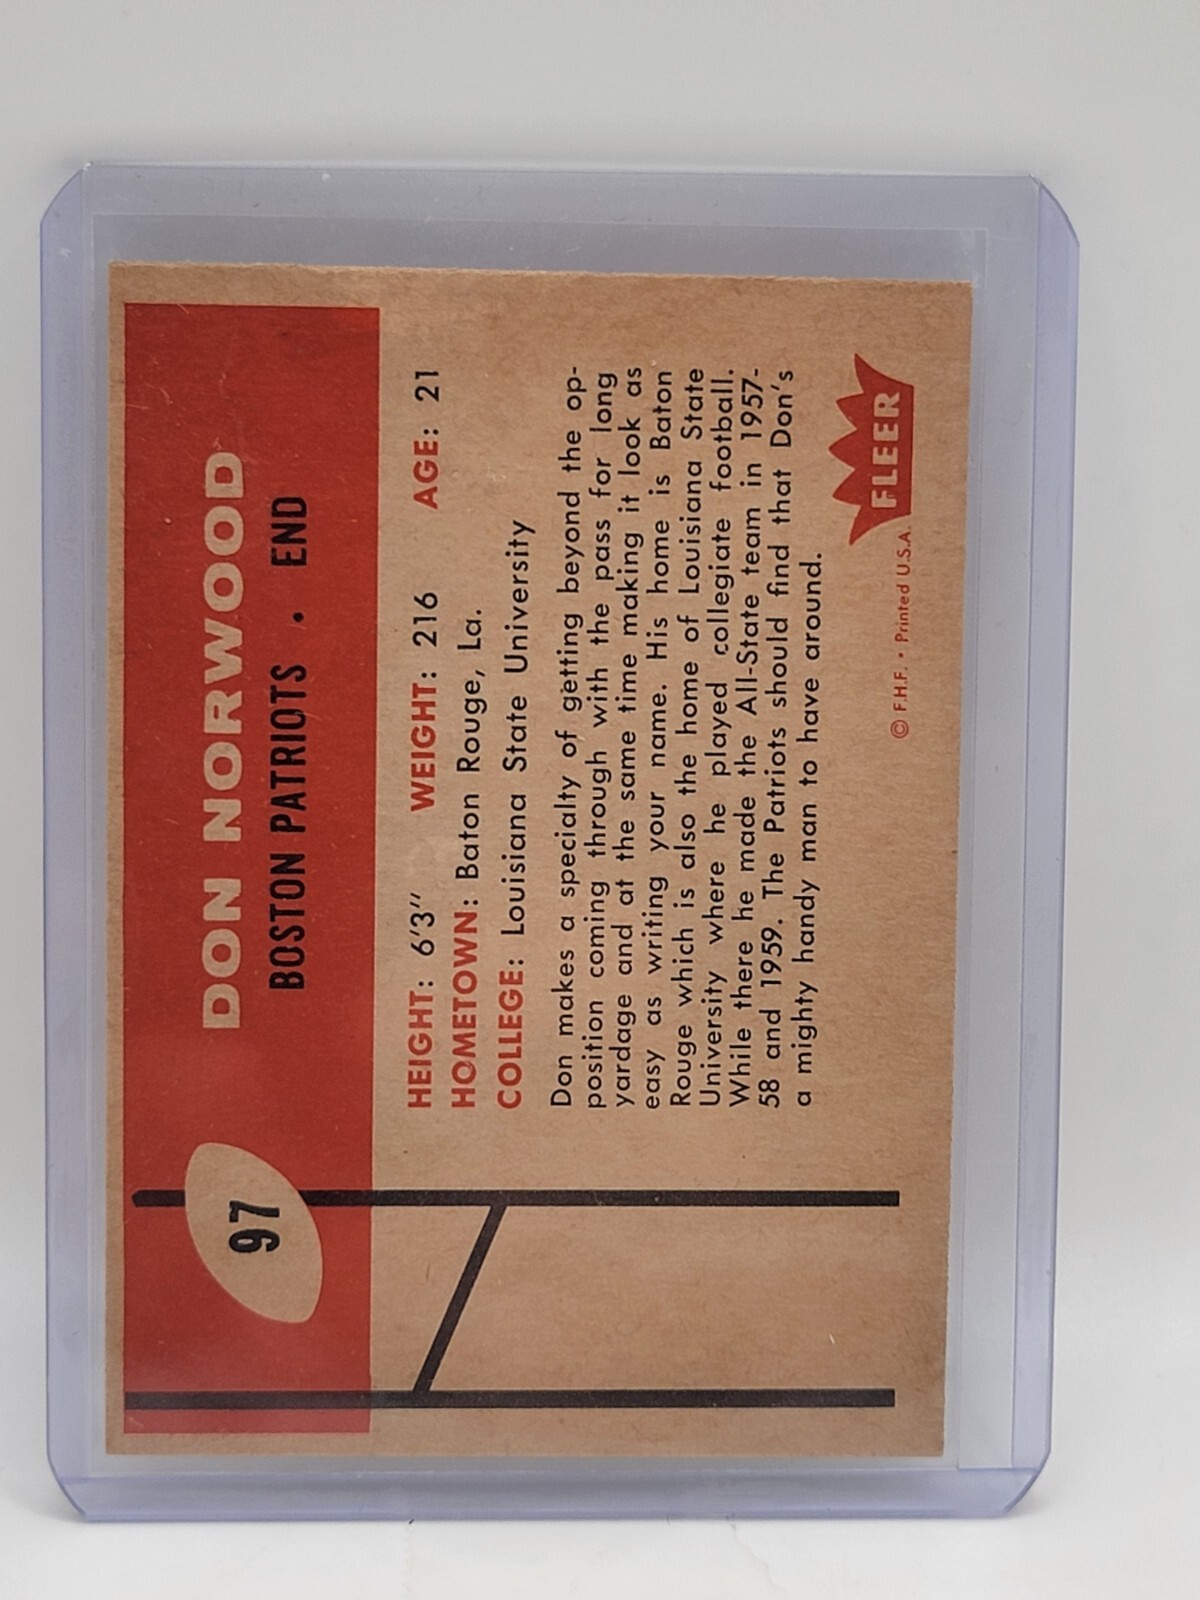 97
DON NORWOOD
BOSTON PATRIOTS . END
HEIGHT: 6'3" WEIGHT: 216 AGE: 21
HOMETOWN: Baton Rouge, La.
COLLEGE: Louisiana State University
Don makes a specialty of getting beyond the op-
position coming through with the pass for long
yardage and at the same time making it look as
easy as writing your name. His home is Baton
Rouge which is also the home of Louisiana State
University where he played collegiate football.
While there he made the All-State team in 1957-
58 and 1959. The Patriots should find that Don's
a mighty handy man to have around.
FLEER
© F.H.F. • Printed U.S.A.